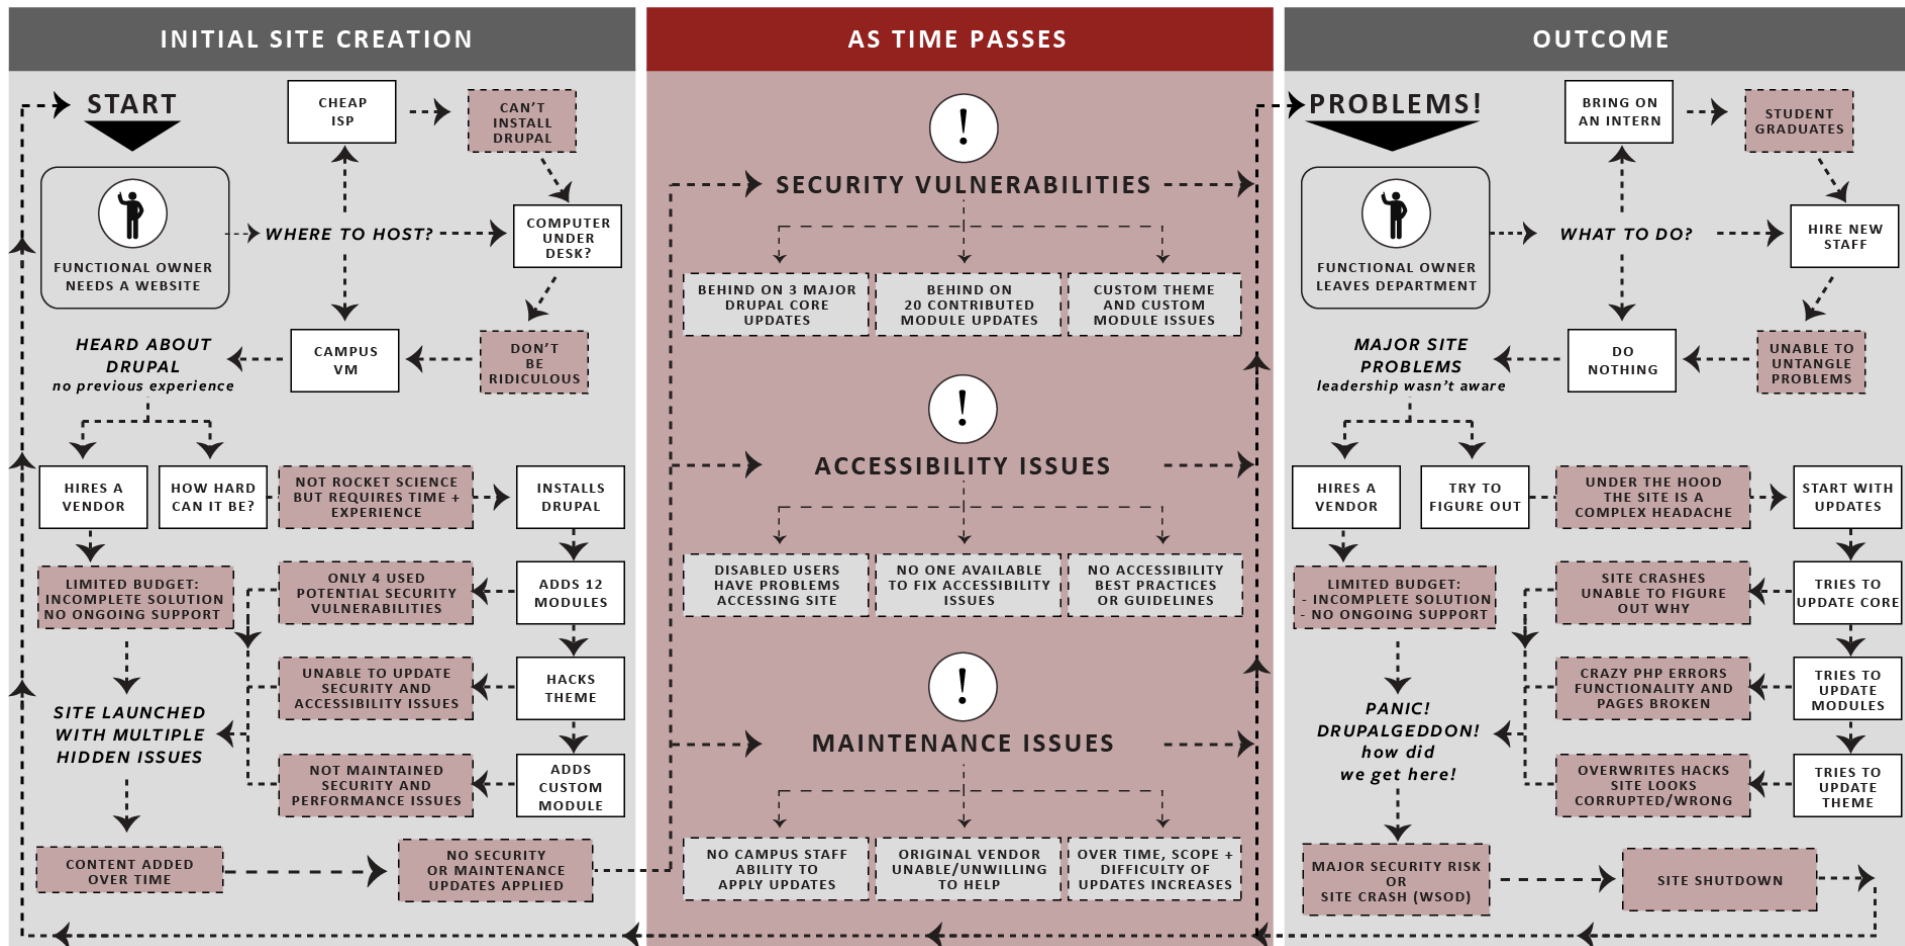 INITIAL SITE CREATION
START
CHEAP
ISP
CAN'T
INSTALL
DRUPAL
FUNCTIONAL OWNER
NEEDS A WEBSITE
WHERE TO HOST?
COMPUTER
UNDER
DESK?
HEARD ABOUT
DRUPAL
no previous experience
CAMPUS
VM
DON'T
BE
RIDICULOUS
HIRES A
VENDOR
HOW HARD
CAN IT BE?
NOT ROCKET SCIENCE
BUT REQUIRES TIME +
EXPERIENCE
INSTALLS
DRUPAL
LIMITED BUDGET:
INCOMPLETE SOLUTION
NO ONGOING SUPPORT
ONLY 4 USED
POTENTIAL SECURITY
VULNERABILITIES
ADDS 12
MODULES
UNABLE TO UPDATE
SECURITY AND
ACCESSIBILITY ISSUES
HACKS
THEME
SITE LAUNCHED
WITH MULTIPLE
HIDDEN ISSUES
NOT MAINTAINED
SECURITY AND
PERFORMANCE ISSUES
ADDS
CUSTOM
MODULE
CONTENT ADDED
OVER TIME
NO SECURITY
OR MAINTENANCE
UPDATES APPLIED
AS TIME PASSES
!
SECURITY VULNERABILITIES
BEHIND ON 3 MAJOR
DRUPAL CORE
UPDATES
BEHIND ON
20 CONTRIBUTED
MODULE UPDATES
CUSTOM THEME
AND CUSTOM
MODULE ISSUES
!
ACCESSIBILITY ISSUES
DISABLED USERS
HAVE PROBLEMS
ACCESSING SITE
NO ONE AVAILABLE
TO FIX ACCESSIBILITY
ISSUES
NO ACCESSIBILITY
BEST PRACTICES
OR GUIDELINES
!
MAINTENANCE ISSUES
NO CAMPUS STAFF
ABILITY TO
APPLY UPDATES
ORIGINAL VENDOR
UNABLE/UNWILLING
TO HELP
OVER TIME, SCOPE +
DIFFICULTY OF
UPDATES INCREASES
OUTCOME
PROBLEMS!
BRING ON
AN INTERN
STUDENT
GRADUATES
FUNCTIONAL OWNER
LEAVES DEPARTMENT
WHAT TO DO?
HIRE NEW
STAFF
MAJOR SITE
PROBLEMS
leadership wasn't aware
DO
NOTHING
UNABLE TO
UNTANGLE
PROBLEMS
HIRES A
VENDOR
TRY TO
FIGURE OUT
UNDER THE HOOD
THE SITE IS A
COMPLEX HEADACHE
START WITH
UPDATES
LIMITED BUDGET:
- INCOMPLETE SOLUTION
- NO ONGOING SUPPORT
SITE CRASHES
UNABLE TO FIGURE
OUT WHY
TRIES TO
UPDATE CORE
CRAZY PHP ERRORS
FUNCTIONALITY AND
PAGES BROKEN
TRIES TO
UPDATE
MODULES
PANIC!
DRUPALGEDDON!
how did
we get here!
OVERWRITES HACKS
SITE LOOKS
CORRUPTED/WRONG
TRIES TO
UPDATE
THEME
MAJOR SECURITY RISK
OR
SITE CRASH (WSOD)
SITE SHUTDOWN